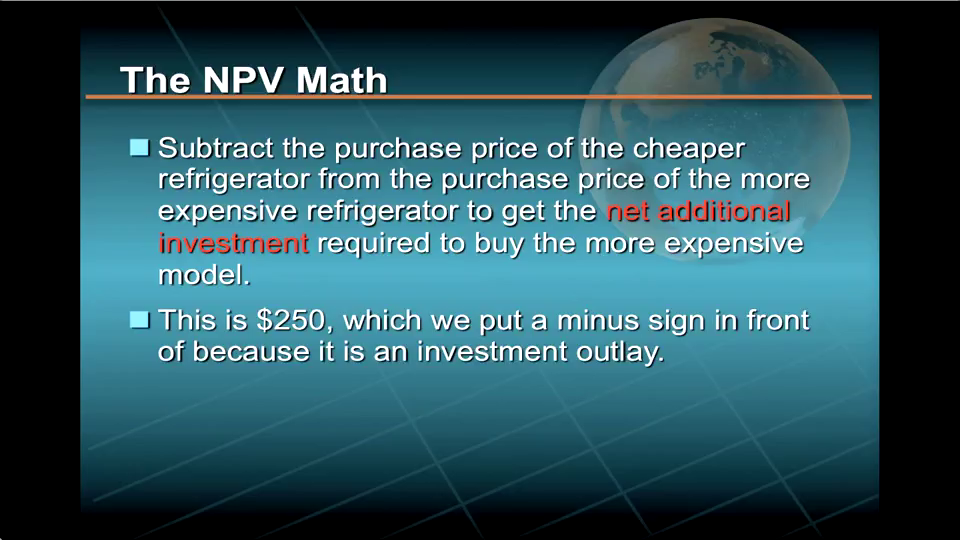 The NPV Math
Subtract the purchase price of the cheaper
refrigerator from the purchase price of the more
expensive refrigerator to get the net additional
investment required to buy the more expensive
model.
This is $250, which we put a minus sign in front
of because it is an investment outlay.